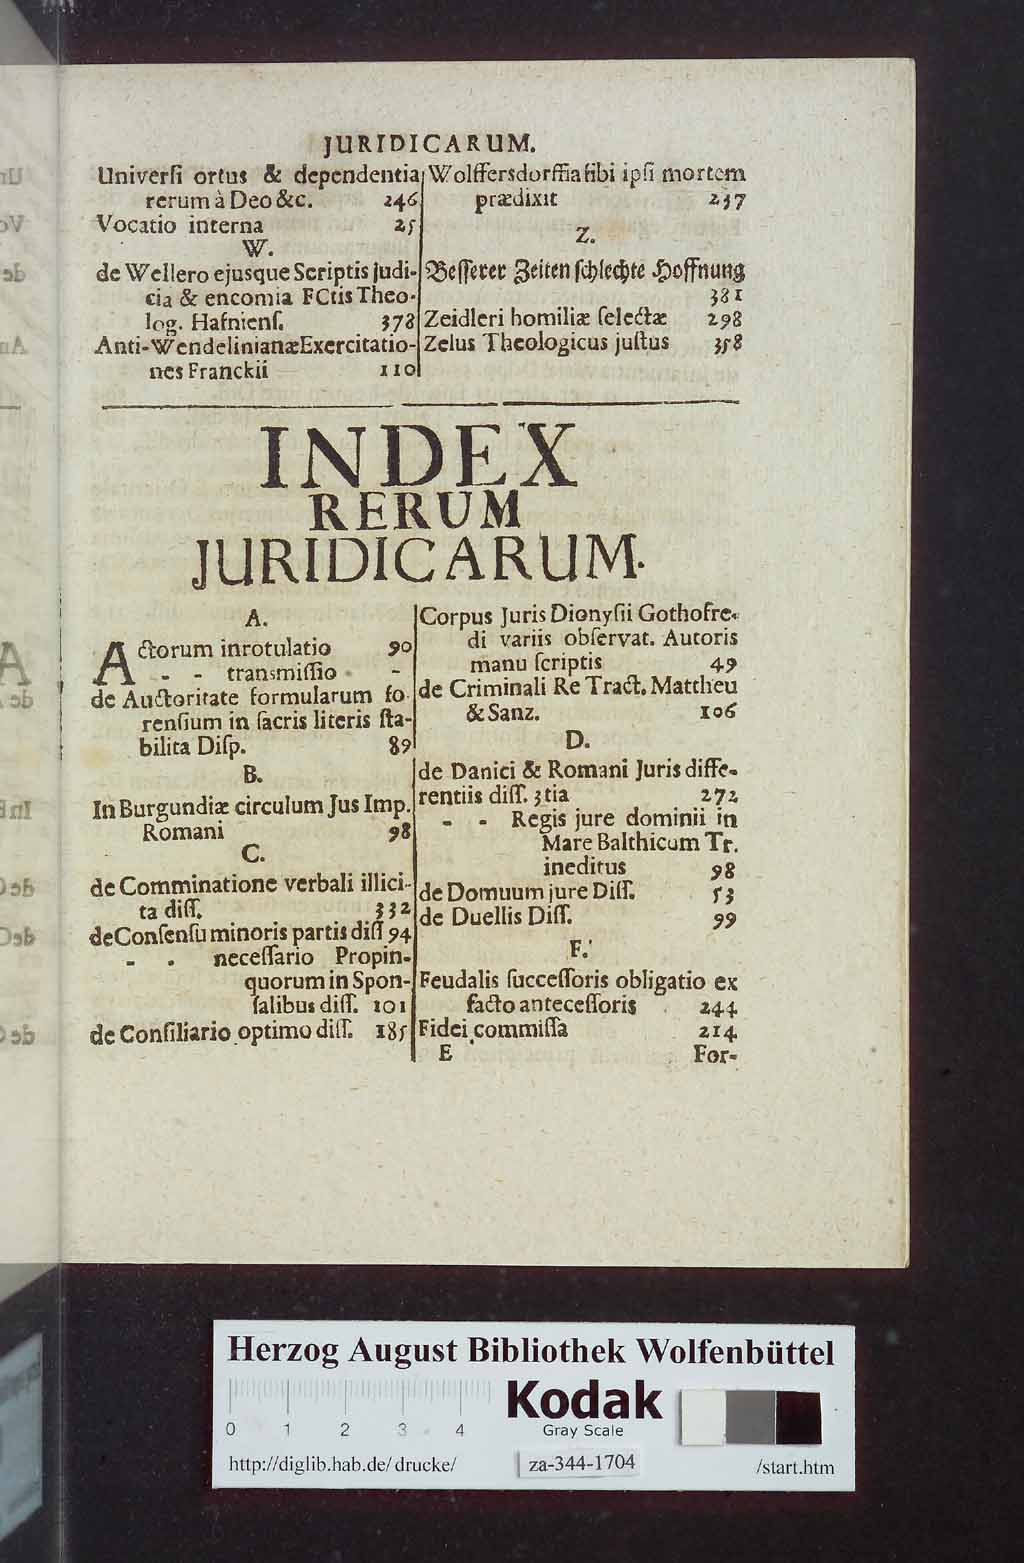 JURIDICARUM.
Univerſi ortus & dependentia
rerum à Deo &c. 246
Vocatio interna 25
W.
de Wellero ejusque Scriptis judi-
cia & encomia FCtis Theo-
log. Hafnienſ. 378
Anti-WendelinianæExercitatio-
nes Franckii 110
Wolffersdorffia ſibi ipſi mortem
prædixit 237
Z.
Beſſerer Zeiten ſchlechte Hoffnung
381
Zeidleri homiliæ ſelectæ 298
Zelus Theologicus juſtus 358
INDEX
RERUM
JURIDICARUM.
A.
Actorum inrotulatio 90
- - transmiſſio -
de Auctoritate formularum fo
renſium in ſacris literis ſta-
bilita Diſp. 89
B.
In Burgundiæ circulum Jus Imp.
Romani 98
C.
de Comminatione verbali illici-
ta diſſ. 332
deConſenſu minoris partis diſſ 94
- - neceſſario Propin-
quorum in Spon-
ſalibus diſſ. 101
de Conſiliario optimo diſſ. 185
Corpus Juris Dionyſii Gothofre-
di variis obſervat. Autoris
manu ſcriptis 49
de Criminali Re Tract. Mattheu
& Sanz. 106
D.
de Danici & Romani Juris diffe-
rentiis diſſ. 3tia 272
- - Regis jure dominii in
Mare Balthicum Tr.
ineditus 98
de Domuum jure Diſſ. 53
de Duellis Diſſ. 99
F.
Feudalis ſucceſſoris obligatio ex
facto anteceſſoris 244
Fidei commiſſa 214
E For-
Herzog August Bibliothek Wolfenbüttel
0 1 2 3 4
Kodak
Gray Scale
http://diglib.hab.de/drucke/ za-344-1704 /start.htm